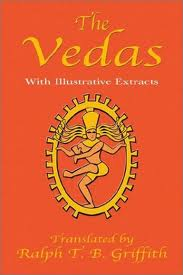 The
Vedas
With Illustrative Extracts
Translated by
Ralph T. B. Griffith